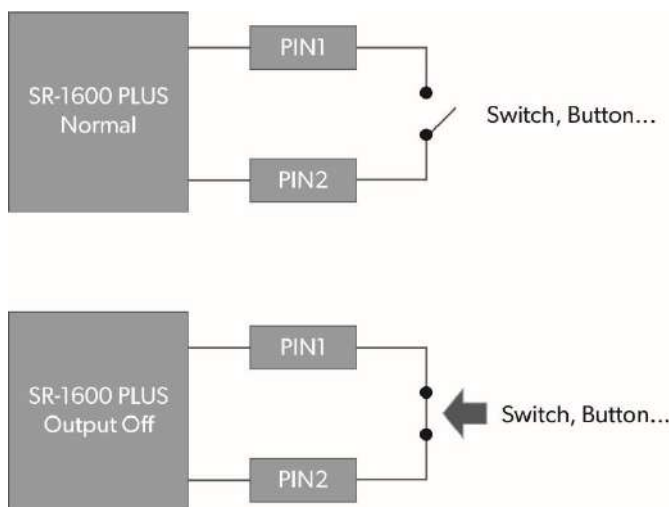 PIN1
SR-1600 PLUS
Normal
Switch, Button...
PIN2
PIN1
SR-1600 PLUS
Output Off
Switch, Button...
PIN2